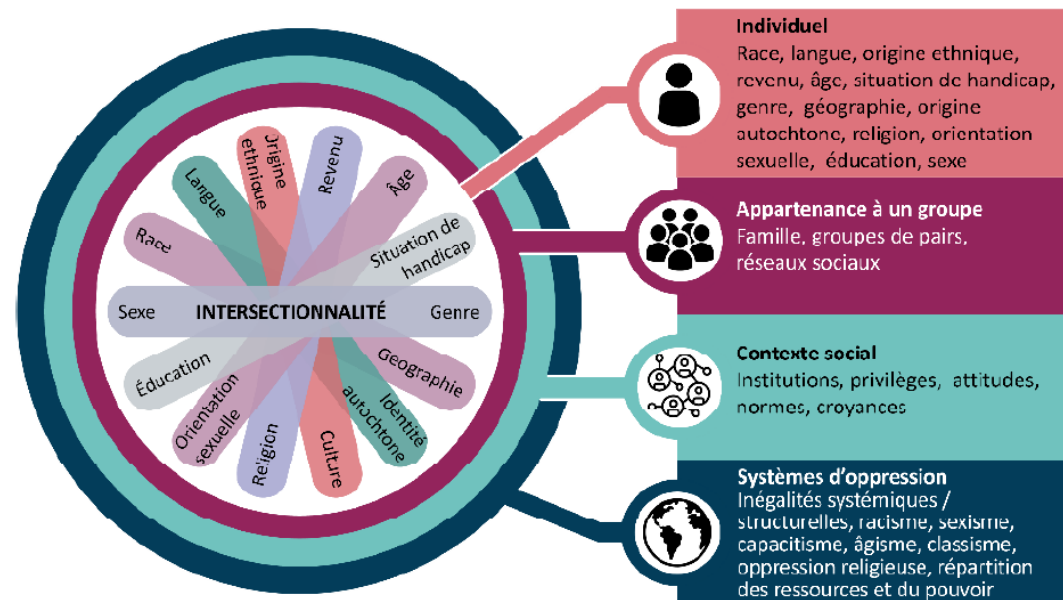 Origine
ethnique
Revenu
Âge
Langue
Situation de
handicap
Race
Sexe
INTERSECTIONNALITÉ
Genre
Éducation
Géographie
Orientation
sexuelle
Identité
autochtone
Religion
Culture
Individuel
Race, langue, origine ethnique,
revenu, âge, situation de handicap,
genre, géographie, origine
autochtone, religion, orientation
sexuelle, éducation, sexe
Appartenance à un groupe
Famille, groupes de pairs,
réseaux sociaux
Contexte social
Institutions, privilèges, attitudes,
normes, croyances
Systèmes d'oppression
Inégalités systémiques /
structurelles, racisme, sexisme,
capacitisme, âgisme, classisme,
oppression religieuse, répartition
des ressources et du pouvoir